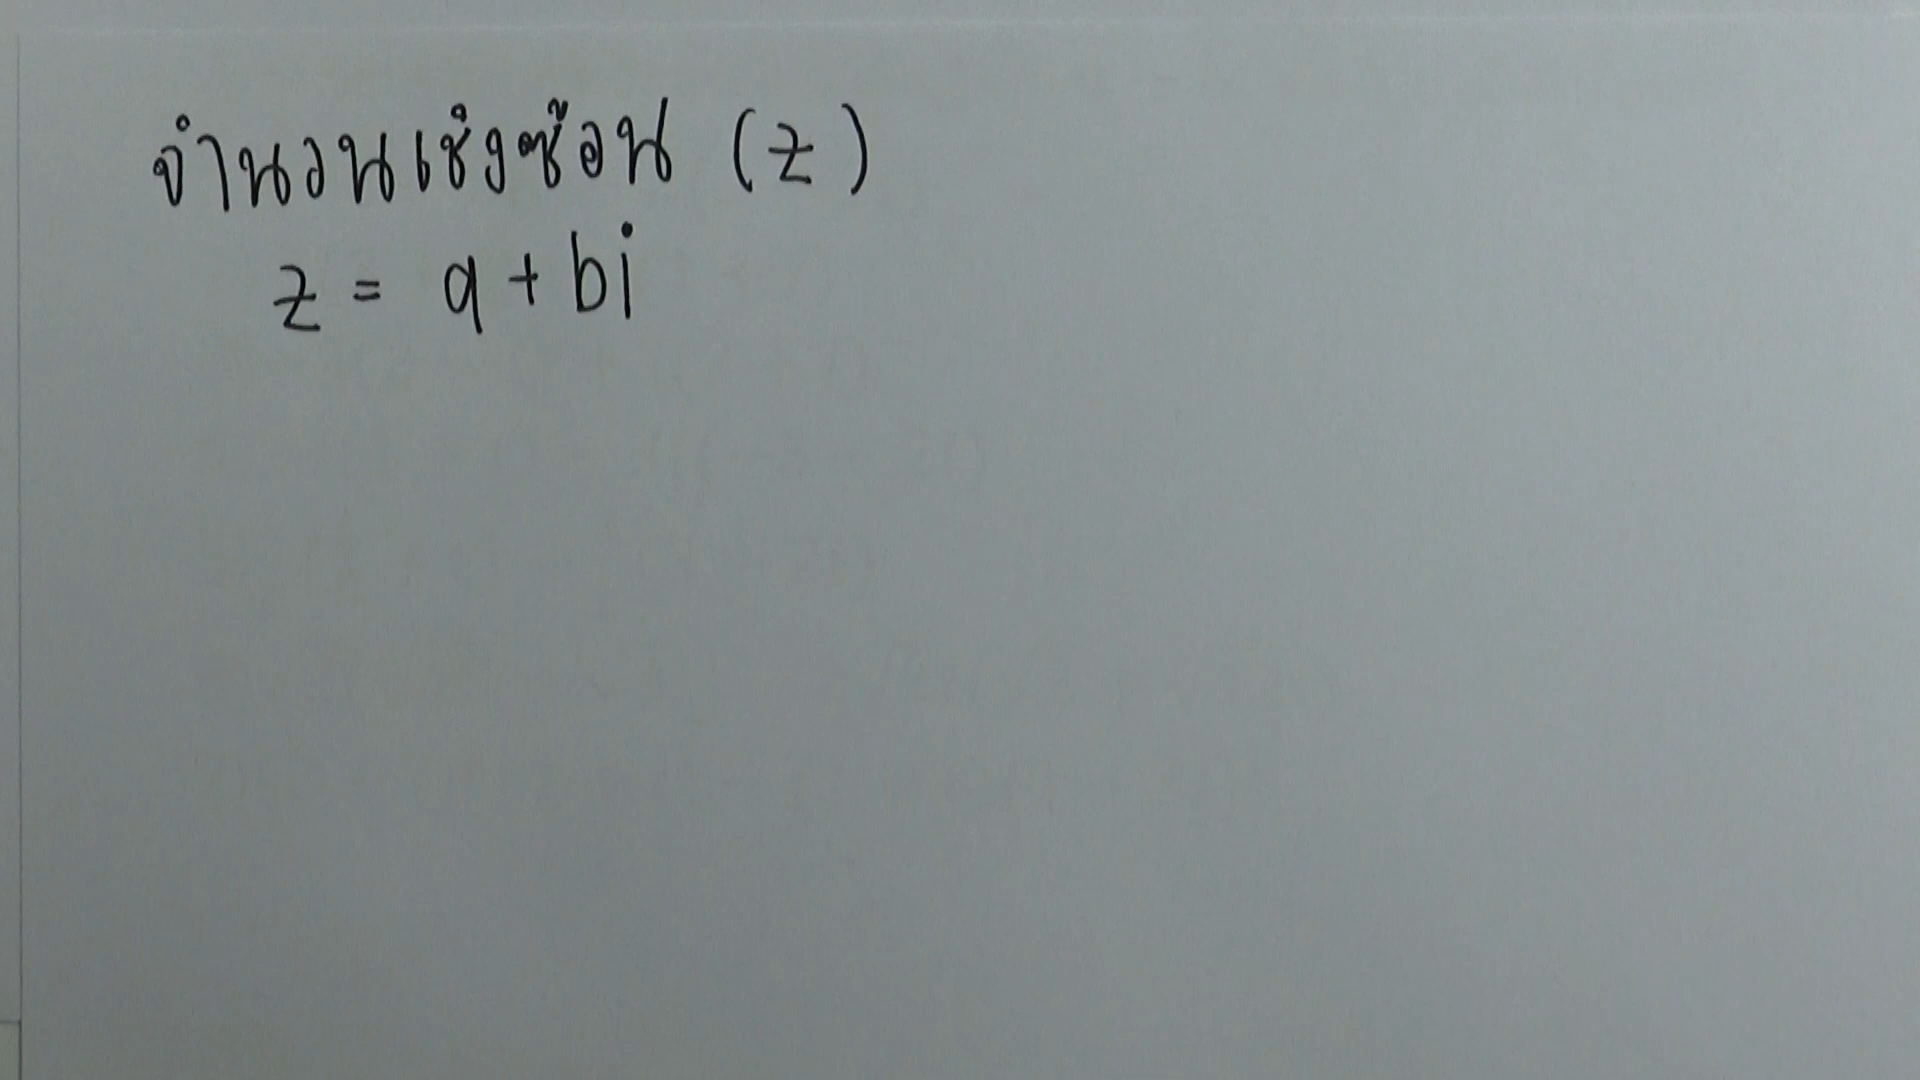 จำนวนเชิงซ้อน (z)
z = a + bi